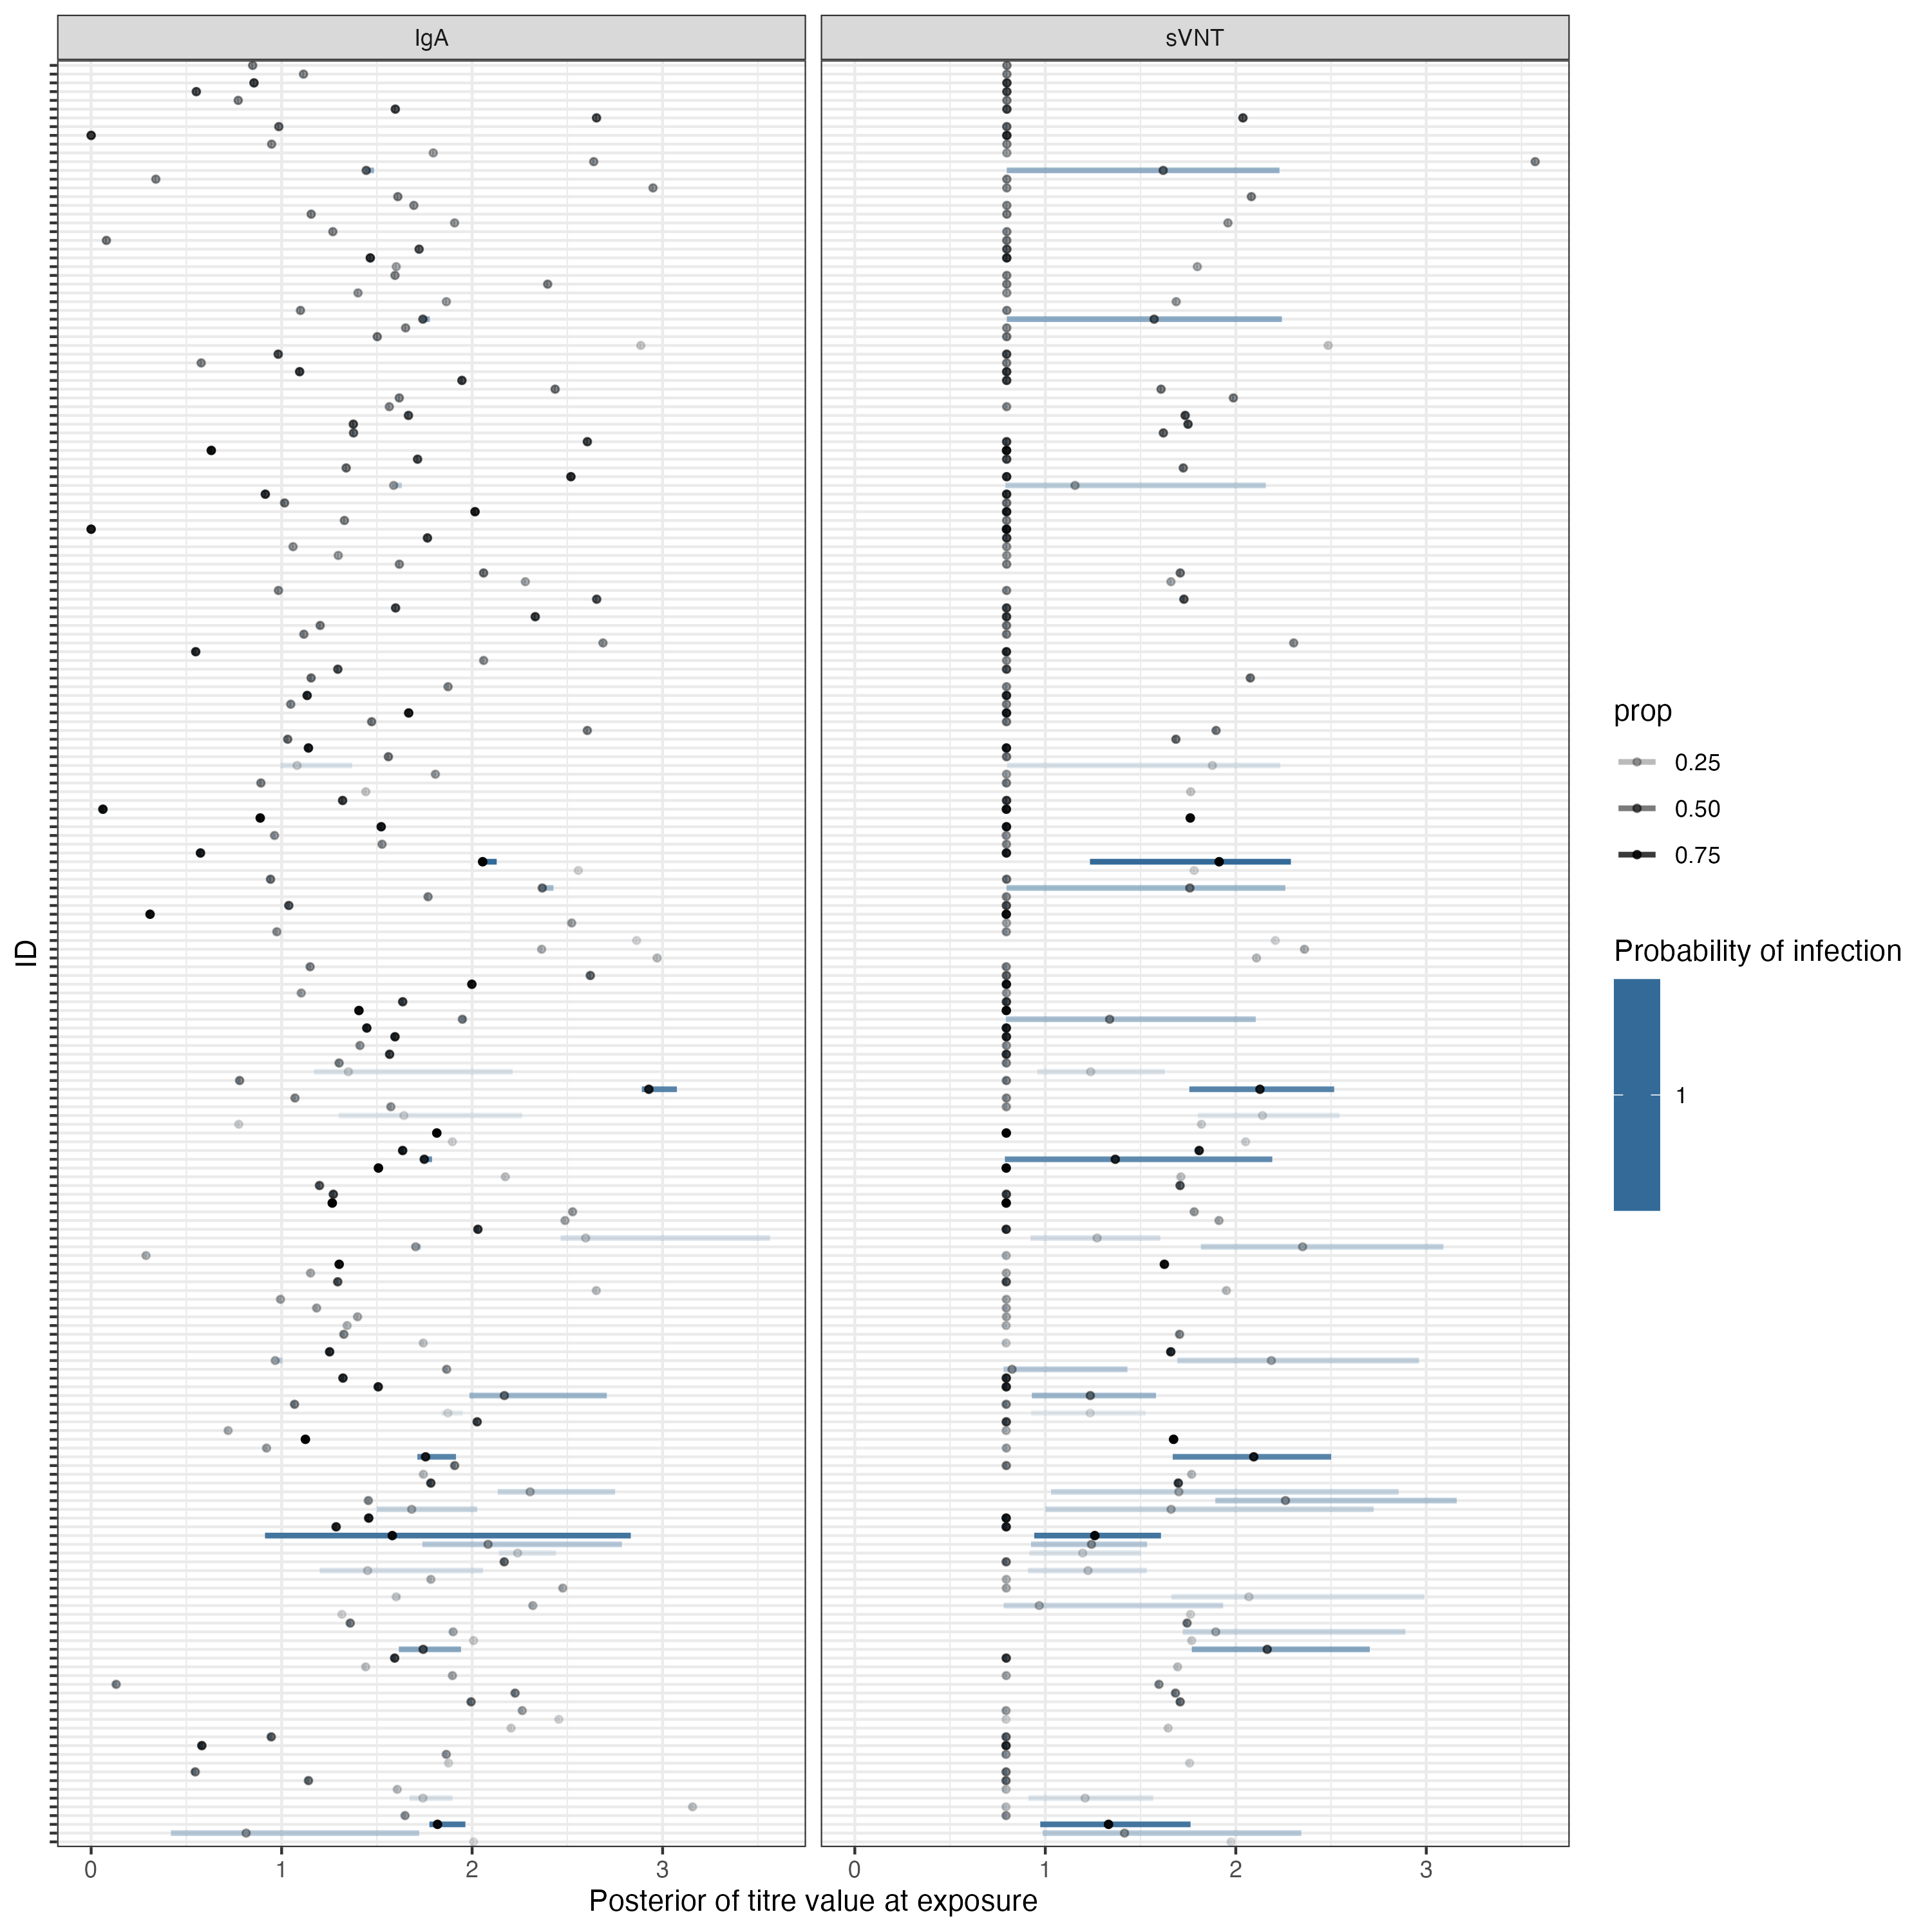 IgA
sVNT
ID
prop
0.25
0.50
0.75
Probability of infection
1
0 1 2 3
0 1 2 3
Posterior of titre value at exposure